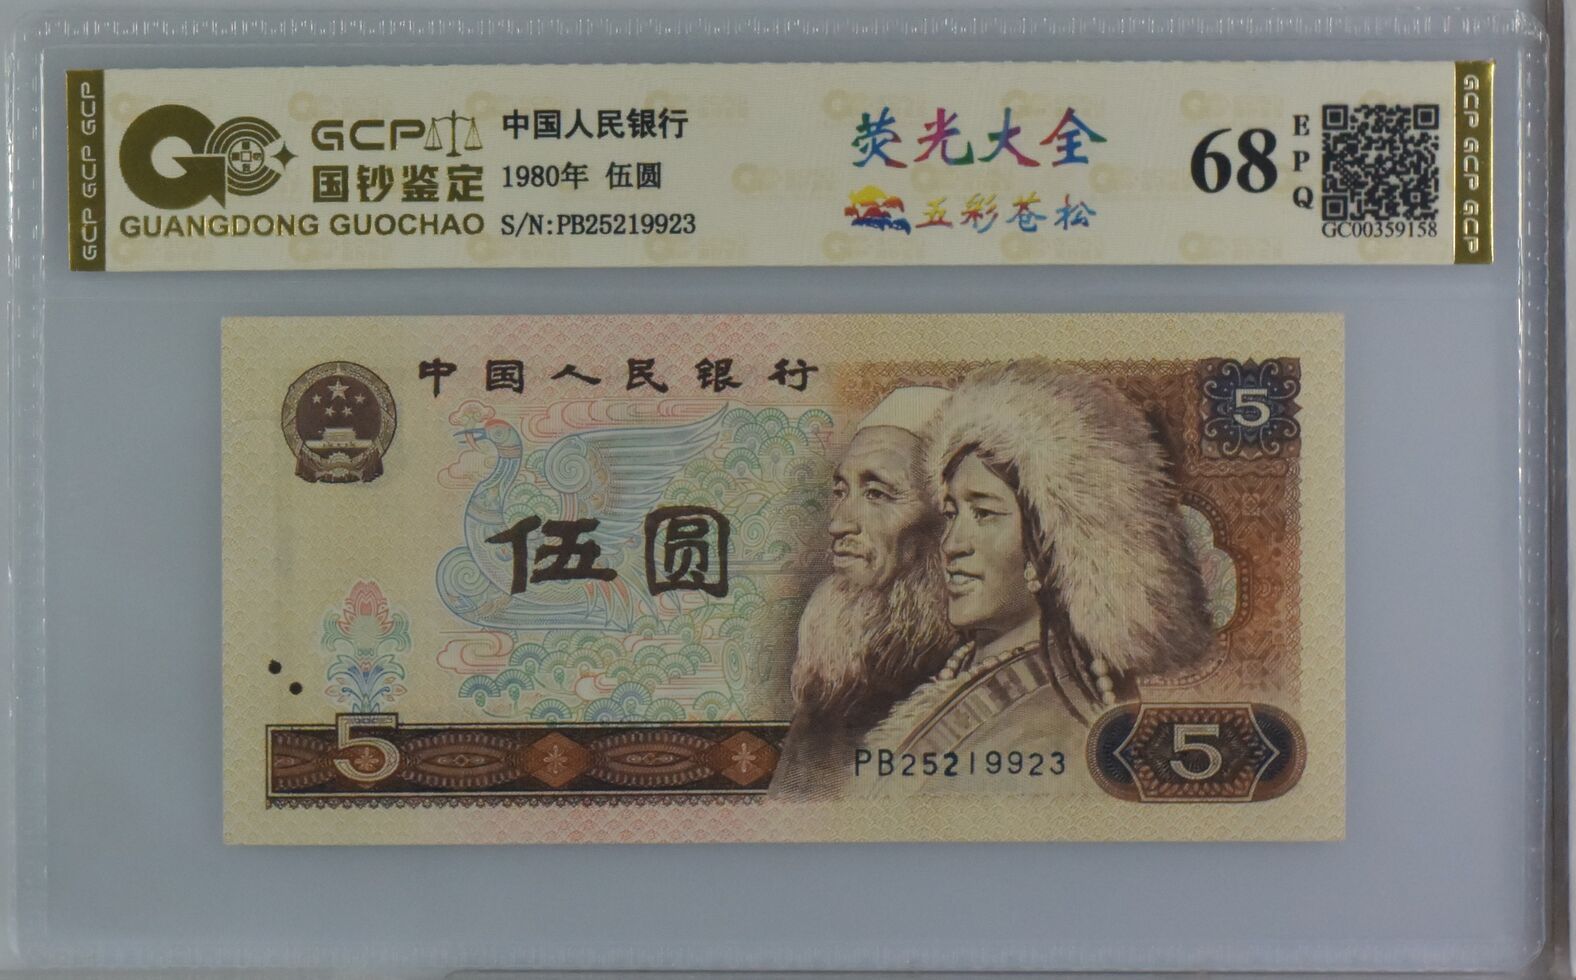 GCP GCP GCP
GCP
国钞鉴定
GUANGDONG GUOCHAO
中国人民银行
1980年 伍圆
S/N:PB25219923
荧光大全
五彩苍松
68
E
P
Q
GC00359158
GCP GCP GCP
中国人民银行
5
伍圆
5
PB25219923
5